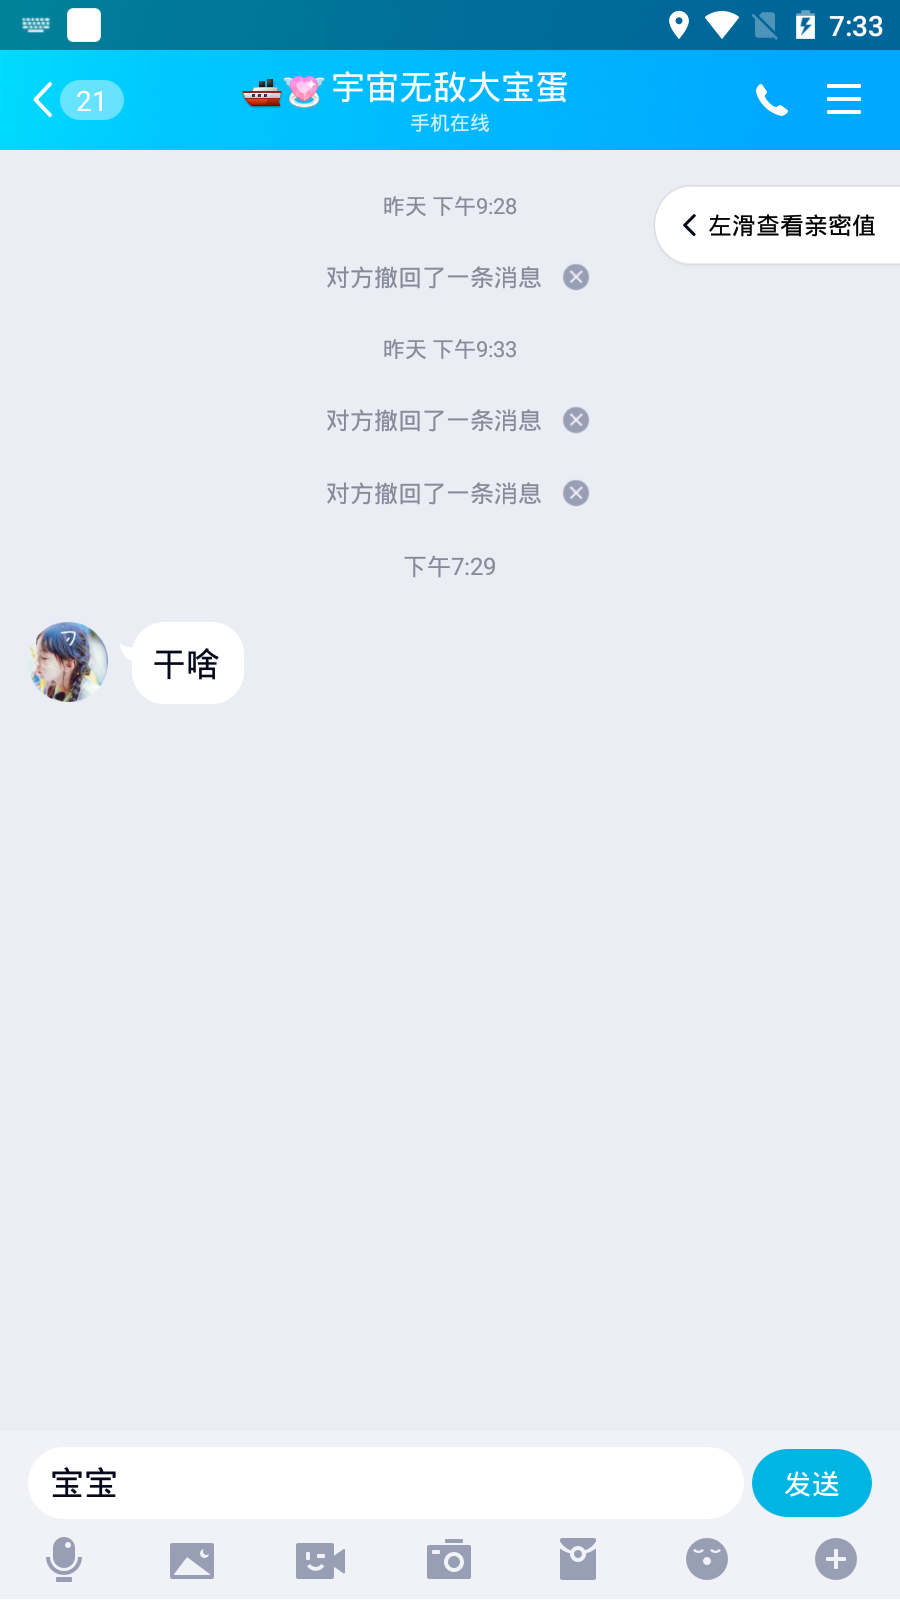 7:33
21
宇宙无敌大宝蛋
手机在线
昨天 下午9:28
左滑查看亲密值
对方撤回了一条消息
昨天 下午9:33
对方撤回了一条消息
对方撤回了一条消息
下午7:29
干啥
宝宝
发送